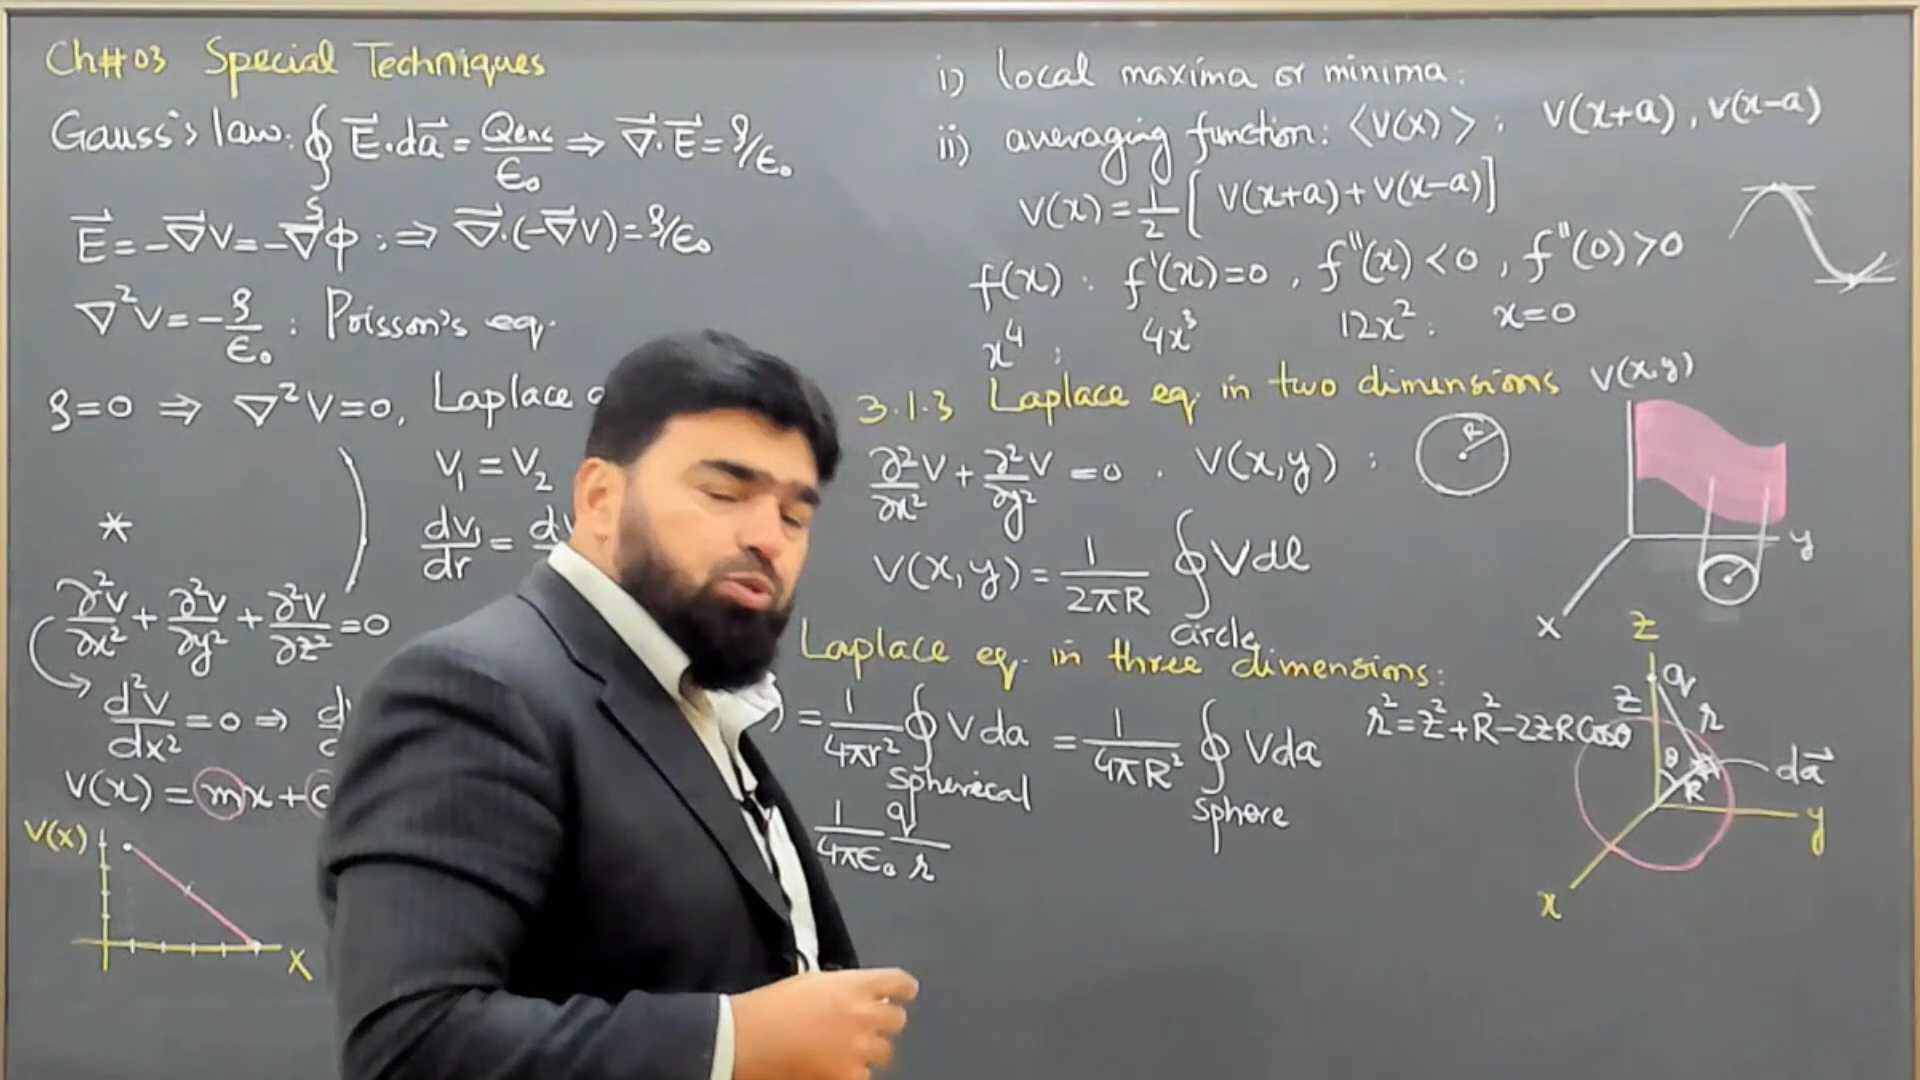 Ch# 03 Special Techniques
Gauss's law: ∮ₛ E⃗·da⃗ = Qenc/ϵ₀ ⇒ ∇⃗·E⃗ = ρ/ϵ₀
E⃗ = -∇⃗V = -∇⃗ϕ : ⇒ ∇⃗·(-∇⃗V) = ρ/ϵ₀
∇²V = -ρ/ϵ₀ : Poisson's eq.
ρ=0 ⇒ ∇²V=0, Laplace
V₁ = V₂
dV₁/dr =
*
∂²V/∂x² + ∂²V/∂y² + ∂²V/∂z² = 0
d²V/dx² = 0 ⇒
V(x) = mx +
V(x)
X
i) local maxima or minima:
ii) averaging function: <V(x)> : V(x+a), V(x-a)
V(x) = 1/2 [V(x+a) + V(x-a)]
f(x) : f'(x)=0, f''(x)<0, f''(0)>0
x⁴ : 4x³ 12x² : x=0
3.1.3 Laplace eq. in two dimensions V(x,y)
∂²V/∂x² + ∂²V/∂y² = 0 . V(x,y) : R
V(x,y) = 1/2πR ∮ Vdl
circle
y
X
Laplace eq. in three dimensions:
) = 1/4πr² ∮ Vda = 1/4πR² ∮ Vda
spherical sphere
r² = z² + R² - 2zR Cosθ
1/4πϵ₀ q/r
z
q
z
r
θ
R
da⃗
y
x